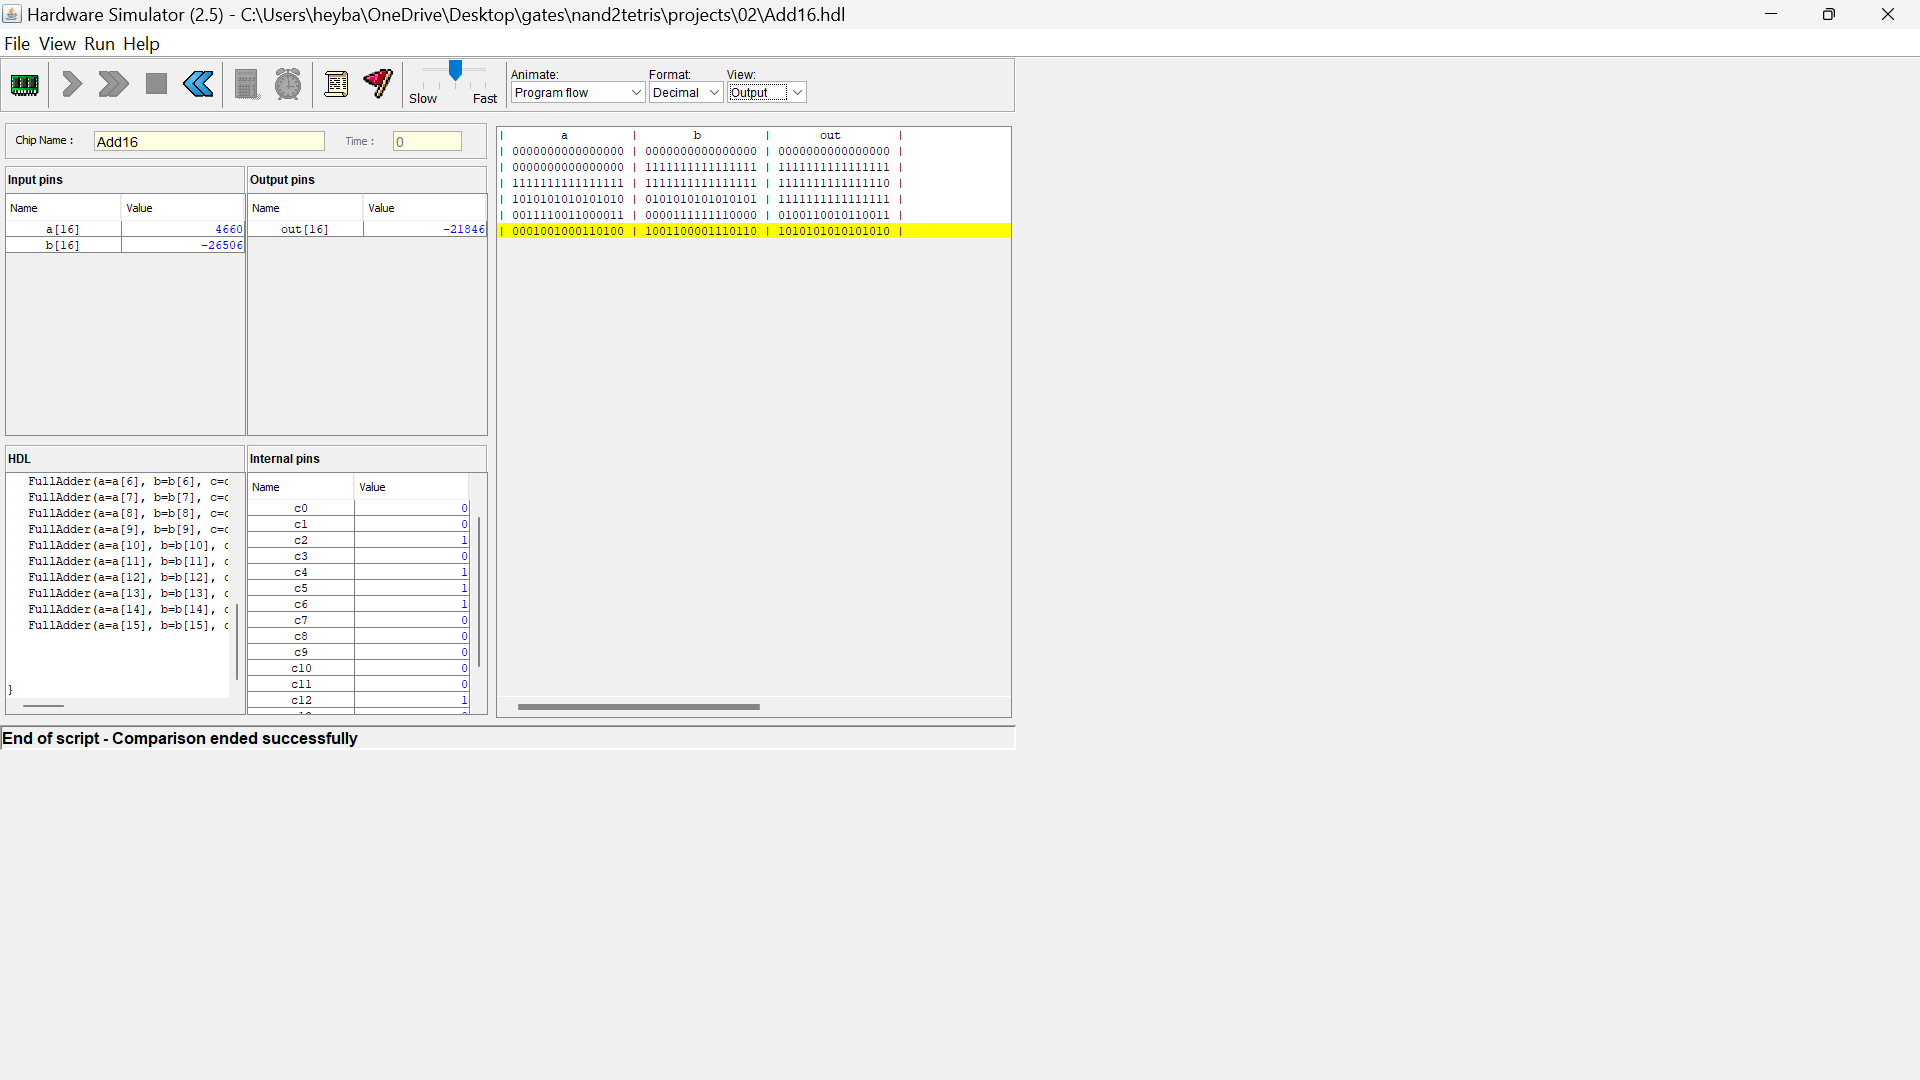 Hardware Simulator (2.5) - C:\Users\heyba\OneDrive\Desktop\gates\nand2tetris\projects\02\Add16.hdl
File View Run Help
Slow Fast
Animate:
Program flow
Format:
Decimal
View:
Output
Chip Name :
Add16
Time :
0
Input pins
Name Value
a[16] 4660
b[16] -26506
Output pins
Name Value
out[16] -21846
HDL
FullAdder(a=a[6], b=b[6], c=
FullAdder(a=a[7], b=b[7], c=
FullAdder(a=a[8], b=b[8], c=
FullAdder(a=a[9], b=b[9], c=
FullAdder(a=a[10], b=b[10],
FullAdder(a=a[11], b=b[11],
FullAdder(a=a[12], b=b[12],
FullAdder(a=a[13], b=b[13],
FullAdder(a=a[14], b=b[14],
FullAdder(a=a[15], b=b[15],
}
Internal pins
Name Value
c0 0
c1 0
c2 1
c3 0
c4 1
c5 1
c6 1
c7 0
c8 0
c9 0
c10 0
c11 0
c12 1
| a | b | out |
| 0000000000000000 | 0000000000000000 | 0000000000000000 |
| 0000000000000000 | 1111111111111111 | 1111111111111111 |
| 1111111111111111 | 1111111111111111 | 1111111111111110 |
| 1010101010101010 | 0101010101010101 | 1111111111111111 |
| 0011110011000011 | 0000111111110000 | 0100110010110011 |
| 0001001000110100 | 1001100001110110 | 1010101010101010 |
End of script - Comparison ended successfully